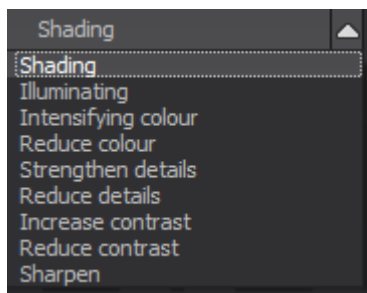 Shading
Shading
Illuminating
Intensifying colour
Reduce colour
Strengthen details
Reduce details
Increase contrast
Reduce contrast
Sharpen